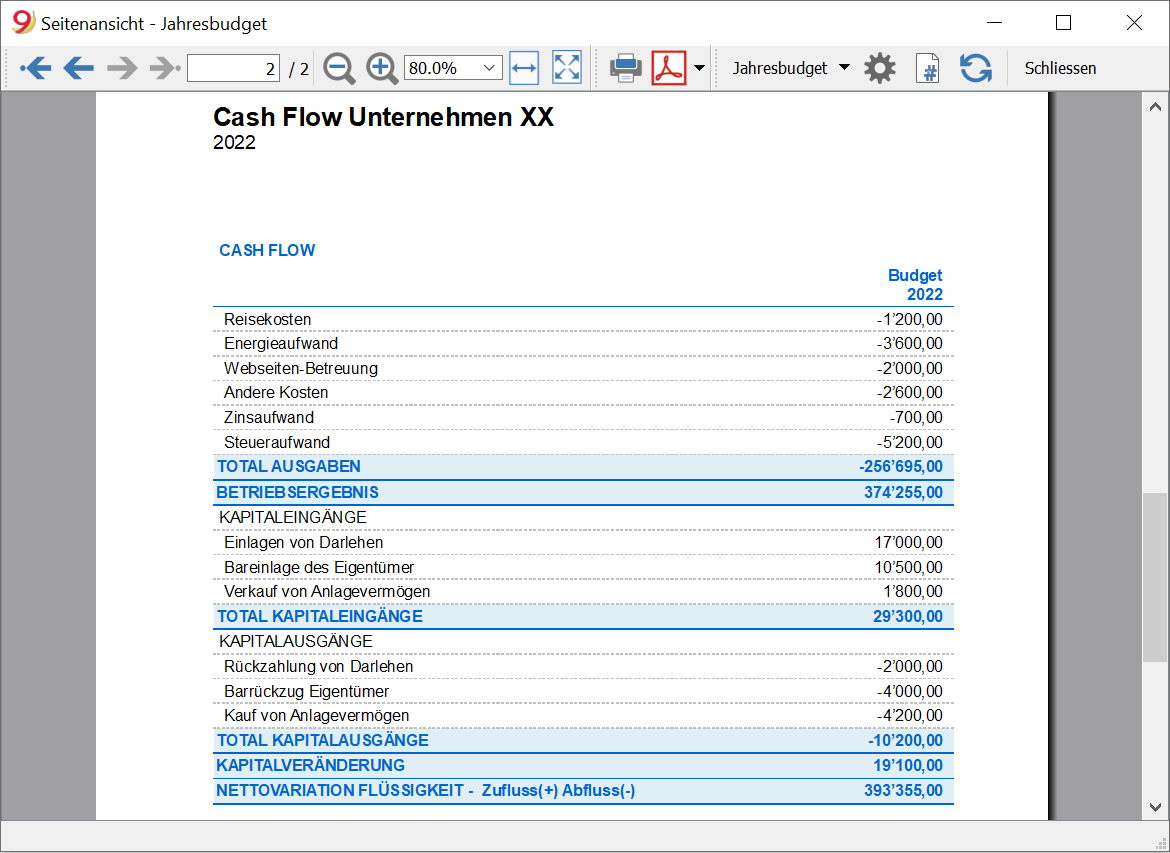 Seitenansicht - Jahresbudget
2 / 2 80.0% Jahresbudget # Schliessen
Cash Flow Unternehmen XX
2022
CASH FLOW
Budget
2022
Reisekosten -1’200,00
Energieaufwand -3’600,00
Webseiten-Betreuung -2’000,00
Andere Kosten -2’600,00
Zinsaufwand -700,00
Steueraufwand -5’200,00
TOTAL AUSGABEN -256’695,00
BETRIEBSERGEBNIS 374’255,00
KAPITALEINGÄNGE
Einlagen von Darlehen 17’000,00
Bareinlage des Eigentümer 10’500,00
Verkauf von Anlagevermögen 1’800,00
TOTAL KAPITALEINGÄNGE 29’300,00
KAPITALAUSGÄNGE
Rückzahlung von Darlehen -2’000,00
Barrückzug Eigentümer -4’000,00
Kauf von Anlagevermögen -4’200,00
TOTAL KAPITALAUSGÄNGE -10’200,00
KAPITALVERÄNDERUNG 19’100,00
NETTOVARIATION FLÜSSIGKEIT - Zufluss(+) Abfluss(-) 393’355,00